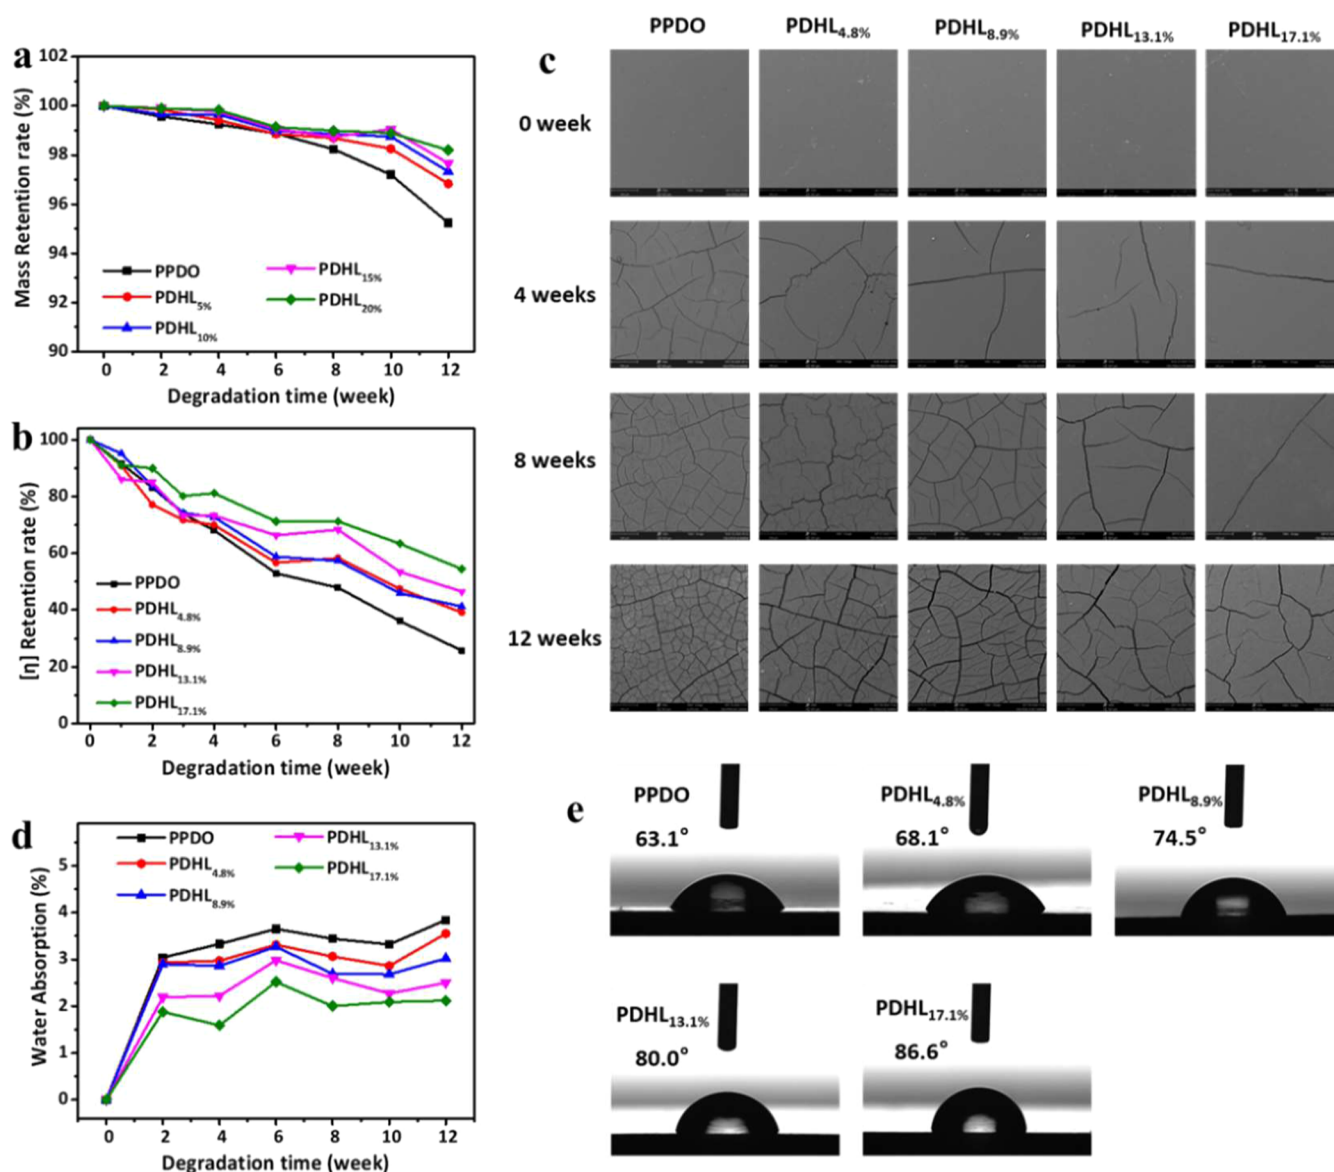 a
102
100
98
96
94
92
90
Mass Retention rate (%)
PPDO
PDHL5%
PDHL10%
PDHL15%
PDHL20%
0 2 4 6 8 10 12
Degradation time (week)
b
100
80
60
40
20
0
[η] Retention rate (%)
PPDO
PDHL4.8%
PDHL8.9%
PDHL13.1%
PDHL17.1%
0 2 4 6 8 10 12
Degradation time (week)
c
PPDO PDHL4.8% PDHL8.9% PDHL13.1% PDHL17.1%
0 week
4 weeks
8 weeks
12 weeks
d
5
4
3
2
1
0
Water Absorption (%)
PPDO
PDHL4.8%
PDHL8.9%
PDHL13.1%
PDHL17.1%
0 2 4 6 8 10 12
Degradation time (week)
e
PPDO
63.1°
PDHL4.8%
68.1°
PDHL8.9%
74.5°
PDHL13.1%
80.0°
PDHL17.1%
86.6°